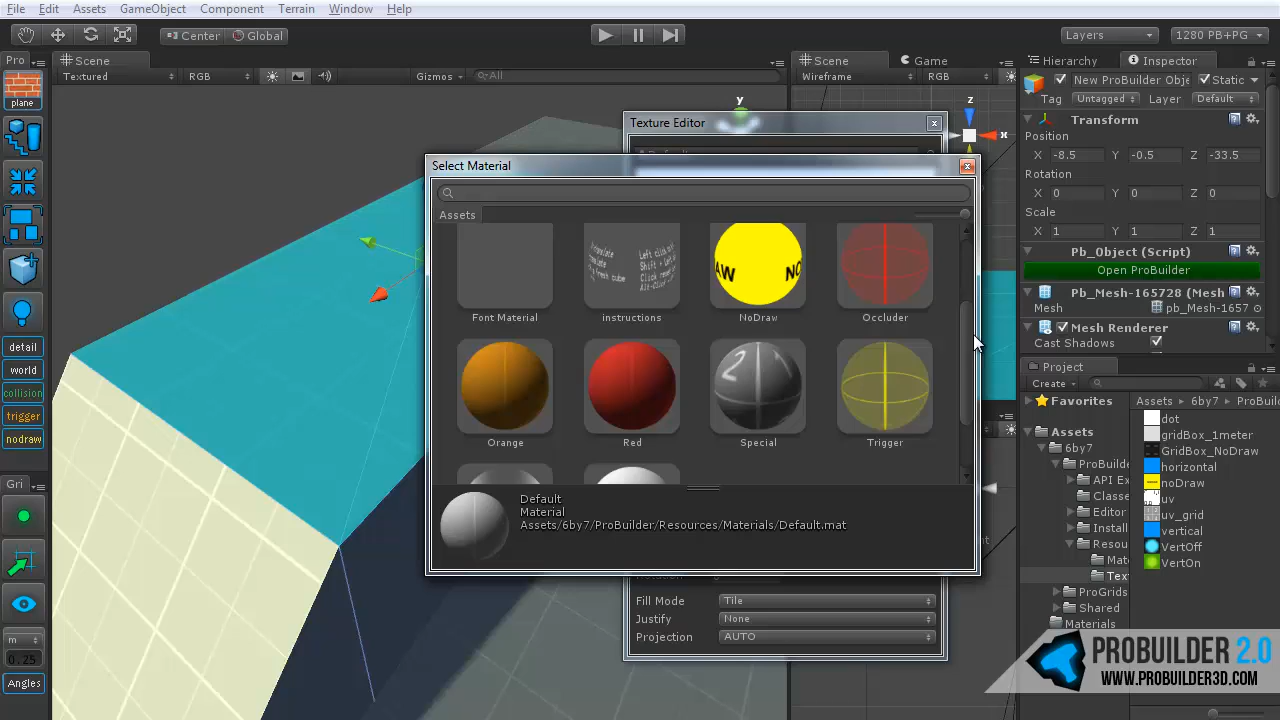 File Edit Assets GameObject Component Terrain Window Help
Center Global Layers 1280 PB+PG
Pro Scene Scene Game Hierarchy Inspector
Textured RGB Gizmos All Wireframe RGB
New ProBuilder Obje Static
plane Tag Untagged Layer Default
y z x
Texture Editor
Transform
Position
X -8.5 Y -0.5 Z -33.5
Rotation
X 0 Y 0 Z 0
Scale
X 1 Y 1 Z 1
Pb_Object (Script)
Open ProBuilder
Pb_Mesh-165728 (Mesh
Mesh pb_Mesh-1657
Mesh Renderer
Cast Shadows
Select Material
Assets
AW NO
Font Material instructions NoDraw Occluder
2
Orange Red Special Trigger
Default
Material
Assets/6by7/ProBuilder/Resources/Materials/Default.mat
Fill Mode Tile
Justify None
Projection AUTO
detail
world
collision
trigger
nodraw
Gri
m
0.25
Angles
Project
Create
Favorites
Assets
6by7
ProBuilde
API Ex
Classe
Editor
Install
Resou
Mat
Text
ProGrids
Shared
Materials
Assets 6by7 ProBuild
dot
gridBox_1meter
GridBox_NoDraw
horizontal
noDraw
uv
uv_grid
vertical
VertOff
VertOn
PROBUILDER 2.0
WWW.PROBUILDER3D.COM